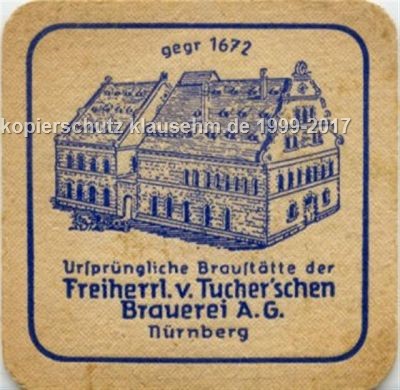 gegr 1672
kopierschutz klausehm.de 1999-2017
Urſprüngliche Brauſtätte der
Freiherrl. v. Tucher'schen
Brauerei A.G.
Nürnberg